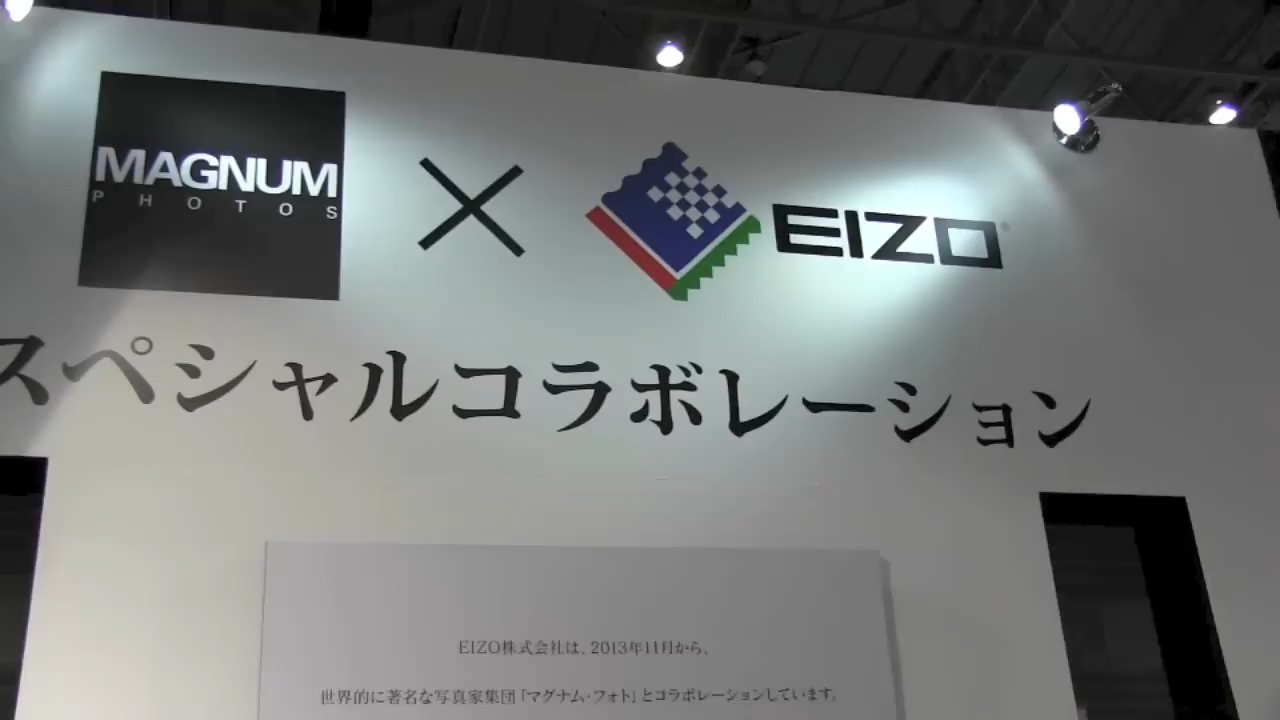 MAGNUM
PHOTOS
×
EIZO
スペシャルコラボレーション
EIZO株式会社は、2013年11月から、
世界的に著名な写真家集団「マグナム・フォト」とコラボレーションしています。